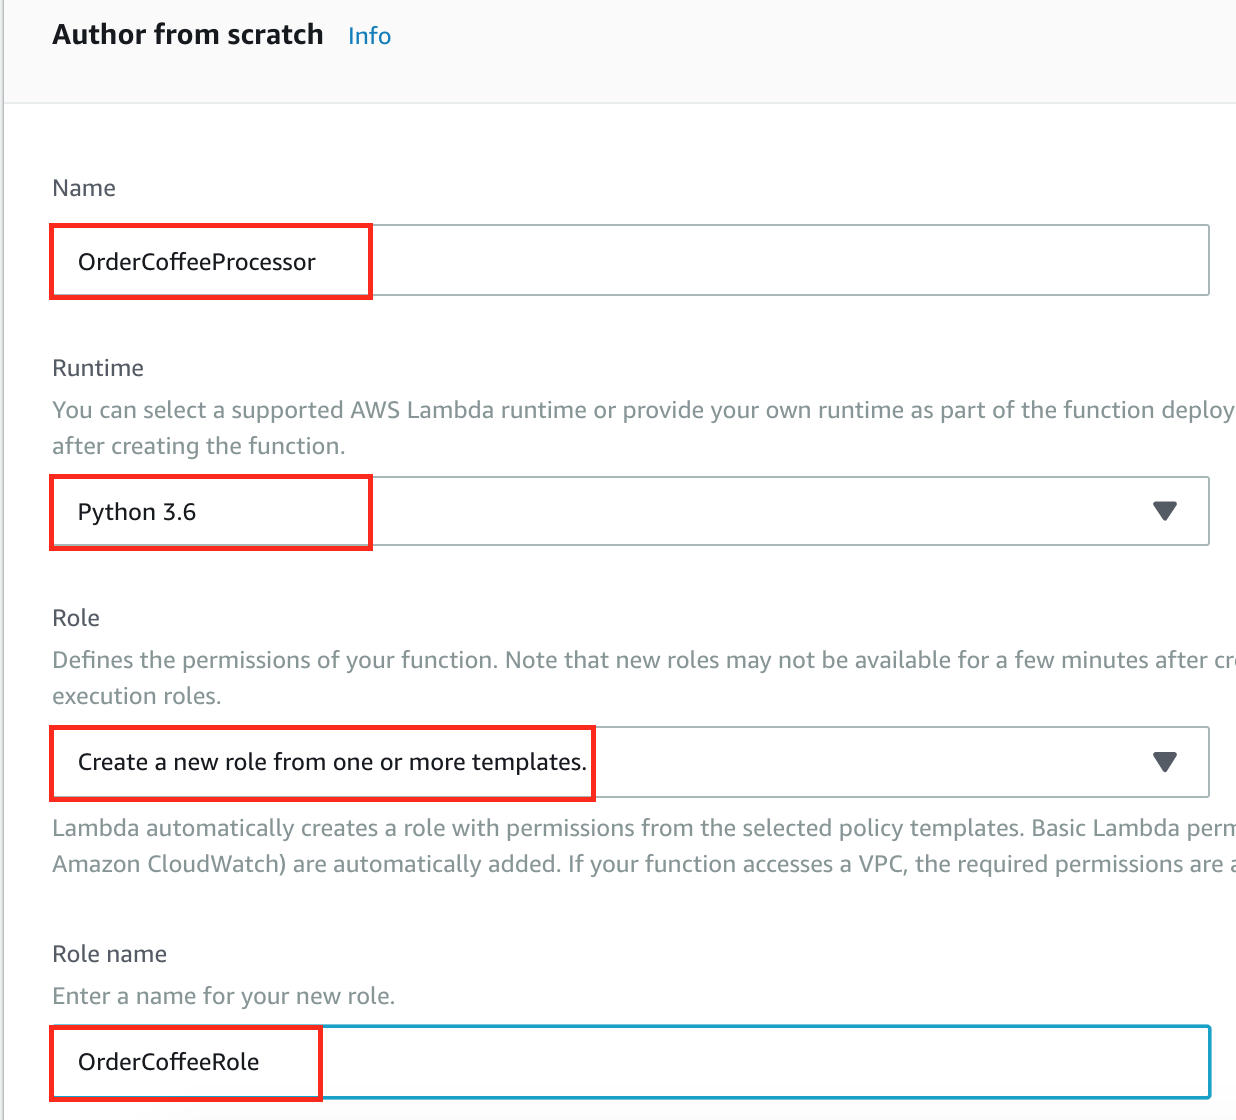 Author from scratch Info
Name
OrderCoffeeProcessor
Runtime
You can select a supported AWS Lambda runtime or provide your own runtime as part of the function deploy
after creating the function.
Python 3.6
Role
Defines the permissions of your function. Note that new roles may not be available for a few minutes after
execution roles.
Create a new role from one or more templates.
Lambda automatically creates a role with permissions from the selected policy templates. Basic Lambda
Amazon CloudWatch) are automatically added. If your function accesses a VPC, the required permissions are
Role name
Enter a name for your new role.
OrderCoffeeRole